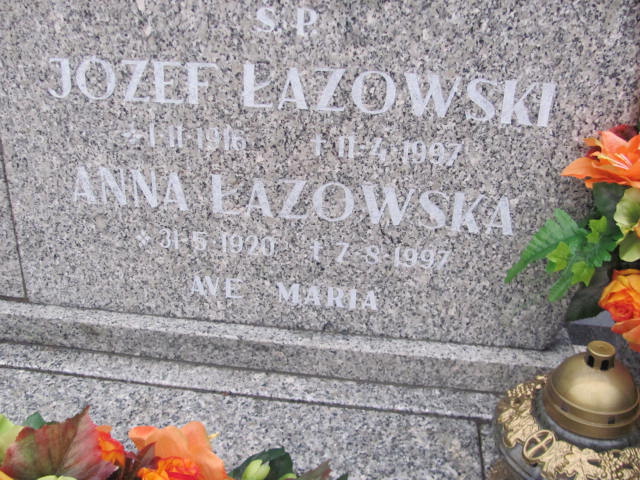 S.P.
JOZEF ŁAZOWSKI
* 1·11·1916 † 11·4·1997
ANNA ŁAZOWSKA
* 31·5·1920 † 7·8·1997
AVE MARIA